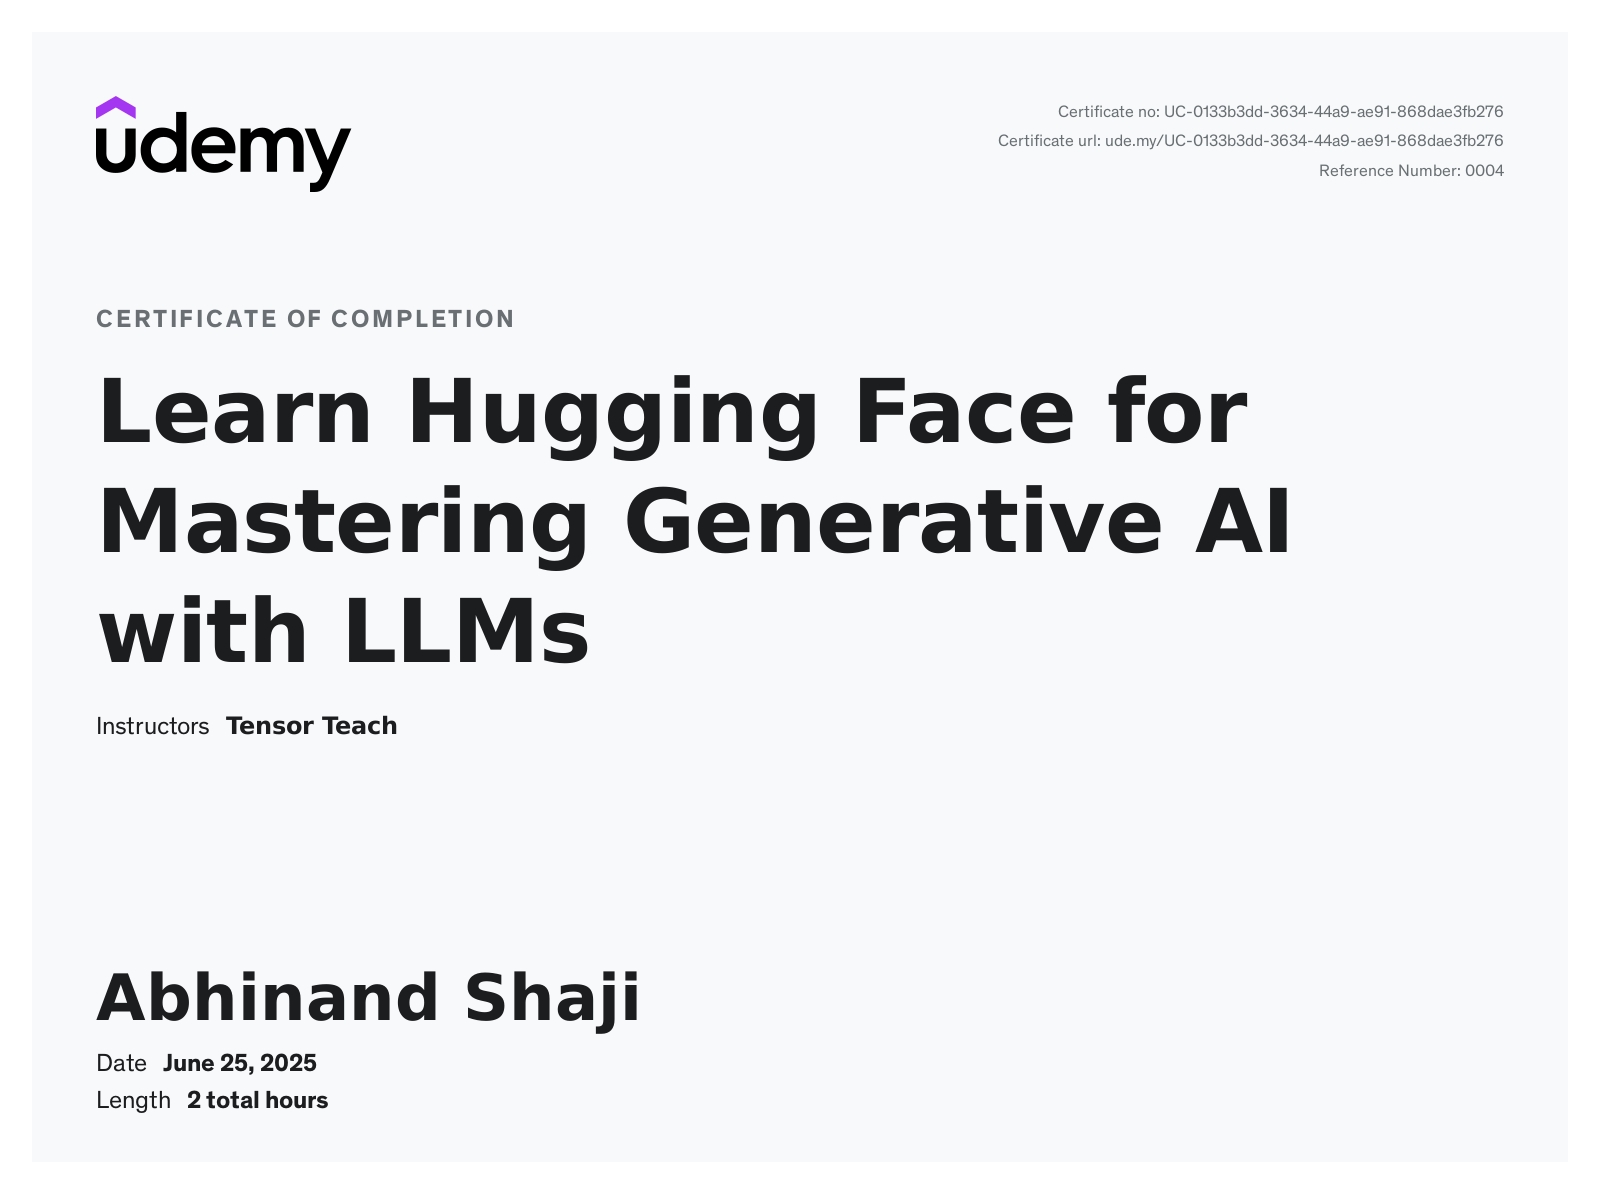 udemy
Certificate no: UC-0133b3dd-3634-44a9-ae91-868dae3fb276
Certificate url: ude.my/UC-0133b3dd-3634-44a9-ae91-868dae3fb276
Reference Number: 0004
CERTIFICATE OF COMPLETION
Learn Hugging Face for
Mastering Generative AI
with LLMs
Instructors Tensor Teach
Abhinand Shaji
Date June 25, 2025
Length 2 total hours